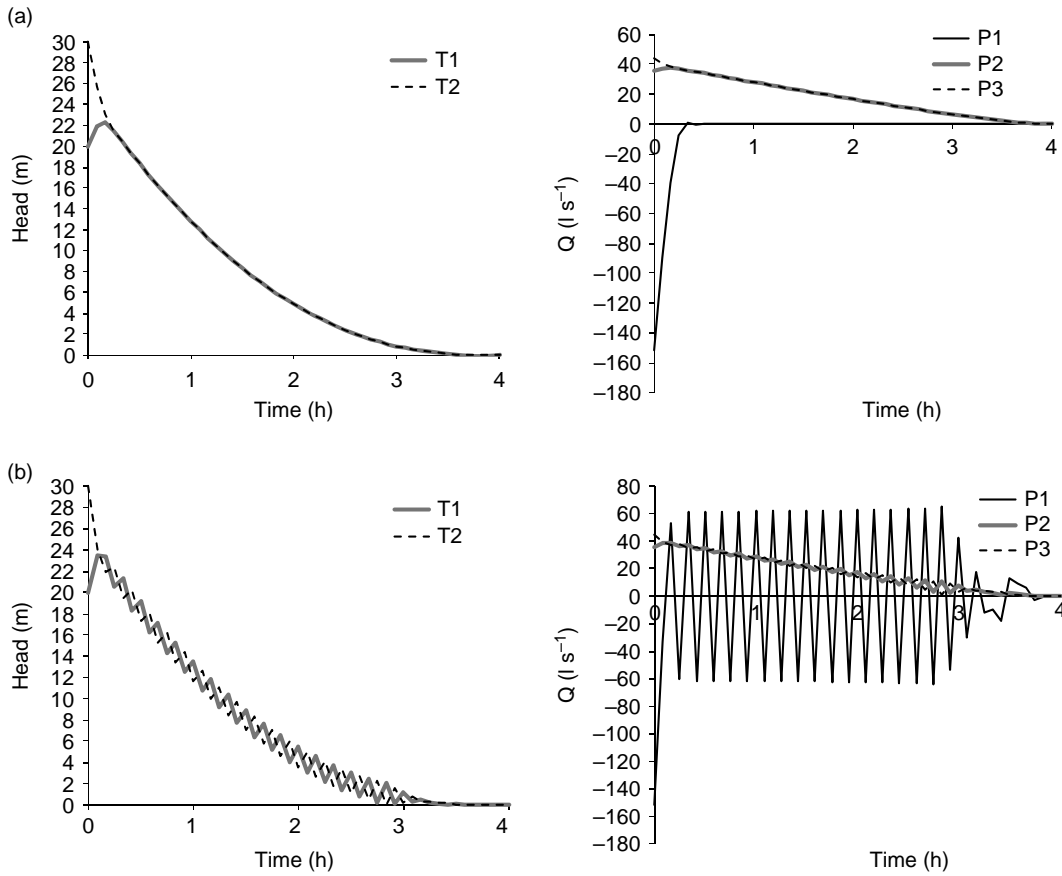 (a)
30
28
26
24
22
20
18
16
14
12
10
8
6
4
2
0
Head (m)
T1
T2
0 1 2 3 4
Time (h)
60
40
20
0
–20
–40
–60
–80
–100
–120
–140
–160
–180
Q (l s⁻¹)
P1
P2
P3
0 1 2 3 4
Time (h)
(b)
30
28
26
24
22
20
18
16
14
12
10
8
6
4
2
0
Head (m)
T1
T2
0 1 2 3 4
Time (h)
80
60
40
20
0
–20
–40
–60
–80
–100
–120
–140
–160
–180
Q (l s⁻¹)
P1
P2
P3
0 1 2 3 4
Time (h)